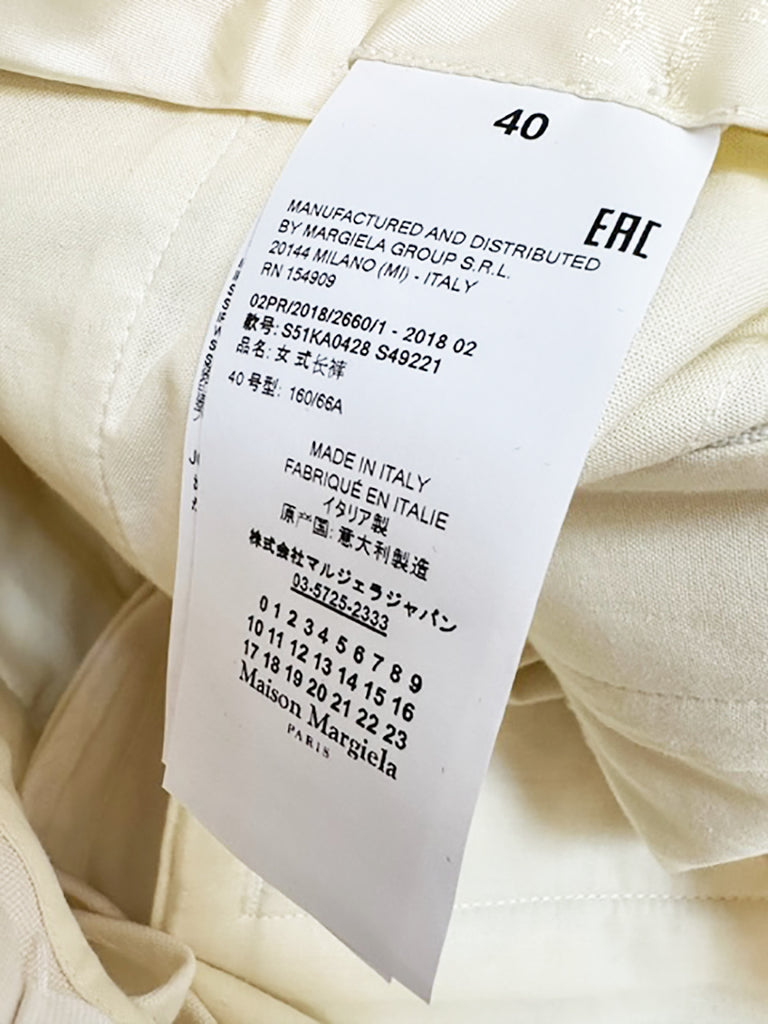 40
EAC
MANUFACTURED AND DISTRIBUTED
BY MARGIELA GROUP S.R.L.
20144 MILANO (MI) - ITALY
RN 154909
02PR/2018/2660/1 - 2018 02
款号: S51KA0428 S49221
品名: 女式长裤
40 号型: 160/66A
MADE IN ITALY
FABRIQUÉ EN ITALIE
イタリア製
原产国: 意大利製造
株式会社マルジェラジャパン
03-5725-2333
0 1 2 3 4 5 6 7 8 9
10 11 12 13 14 15 16
17 18 19 20 21 22 23
Maison Margiela
PARIS